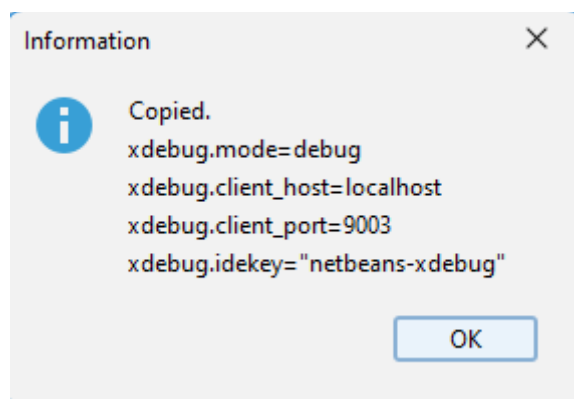 Information
Copied.
xdebug.mode=debug
xdebug.client_host=localhost
xdebug.client_port=9003
xdebug.idekey="netbeans-xdebug"
OK